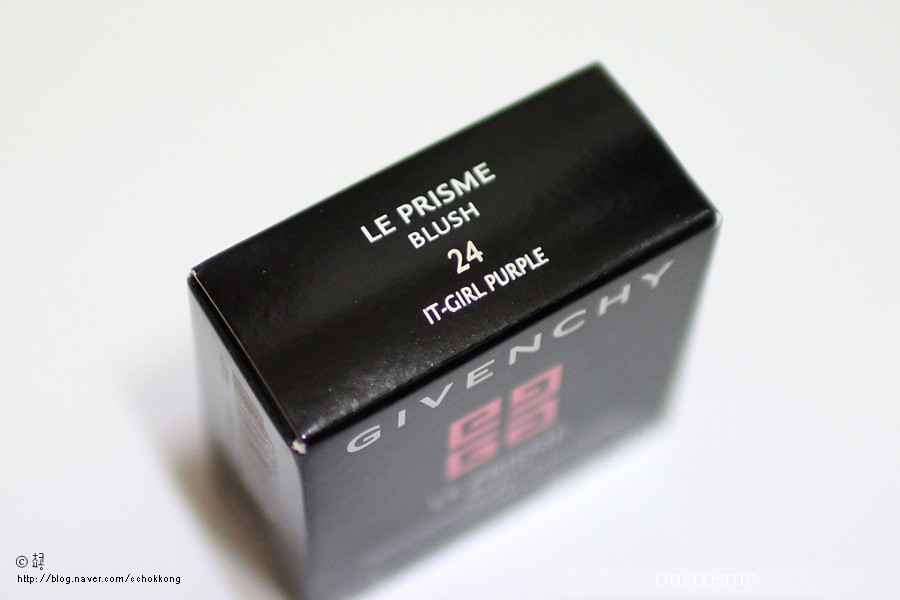 LE PRISME
BLUSH
24
IT-GIRL PURPLE
GIVENCHY
http://blog.naver.com/cchokkong
onecosme